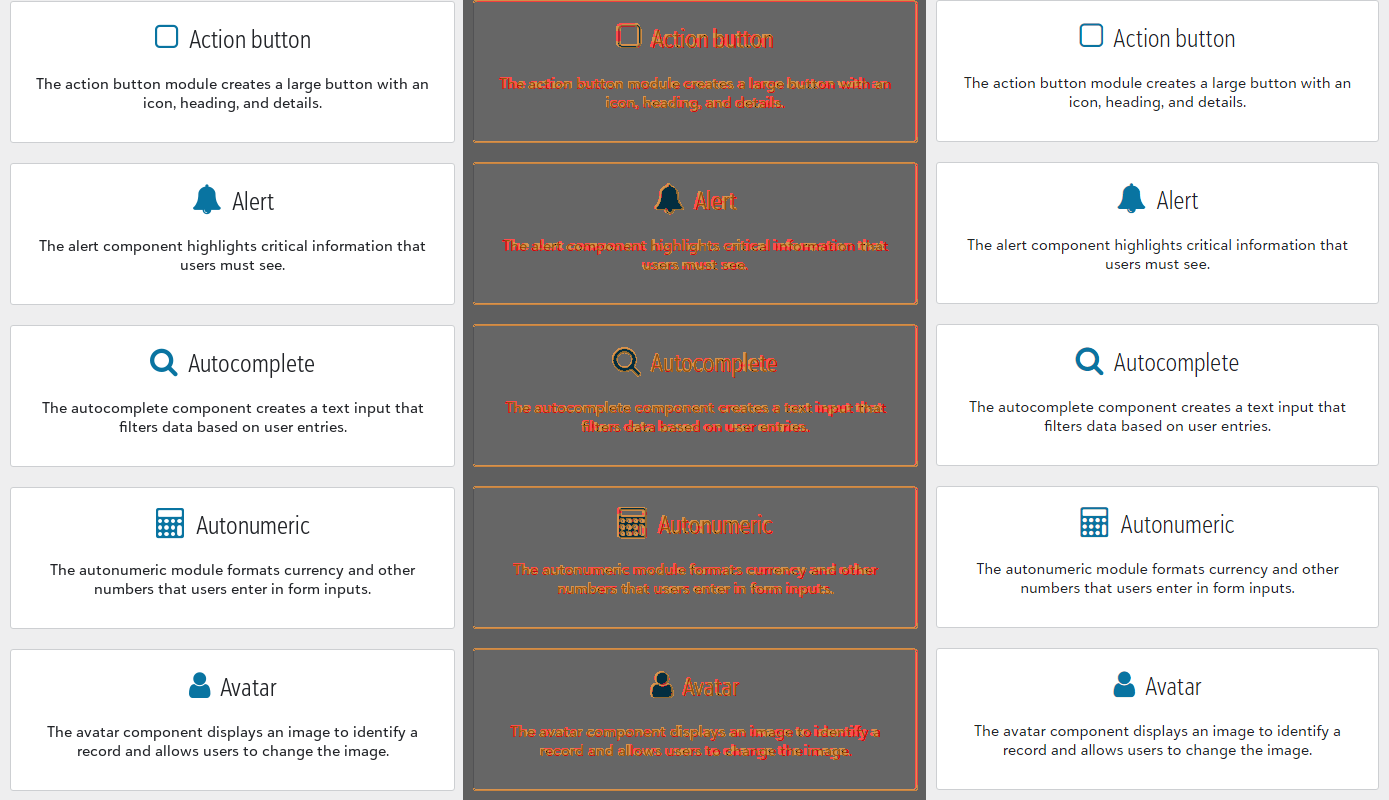 Action button
The action button module creates a large button with an
icon, heading, and details.
Alert
The alert component highlights critical information that
users must see.
Autocomplete
The autocomplete component creates a text input that
filters data based on user entries.
Autonumeric
The autonumeric module formats currency and other
numbers that users enter in form inputs.
Avatar
The avatar component displays an image to identify a
record and allows users to change the image.
Action button
The action button module creates a large button with an
icon, heading, and details.
Alert
The alert component highlights critical information that
users must see.
Autocomplete
The autocomplete component creates a text input that
filters data based on user entries.
Autonumeric
The autonumeric module formats currency and other
numbers that users enter in form inputs.
Avatar
The avatar component displays an image to identify a
record and allows users to change the image.
Action button
The action button module creates a large button with an
icon, heading, and details.
Alert
The alert component highlights critical information that
users must see.
Autocomplete
The autocomplete component creates a text input that
filters data based on user entries.
Autonumeric
The autonumeric module formats currency and other
numbers that users enter in form inputs.
Avatar
The avatar component displays an image to identify a
record and allows users to change the image.